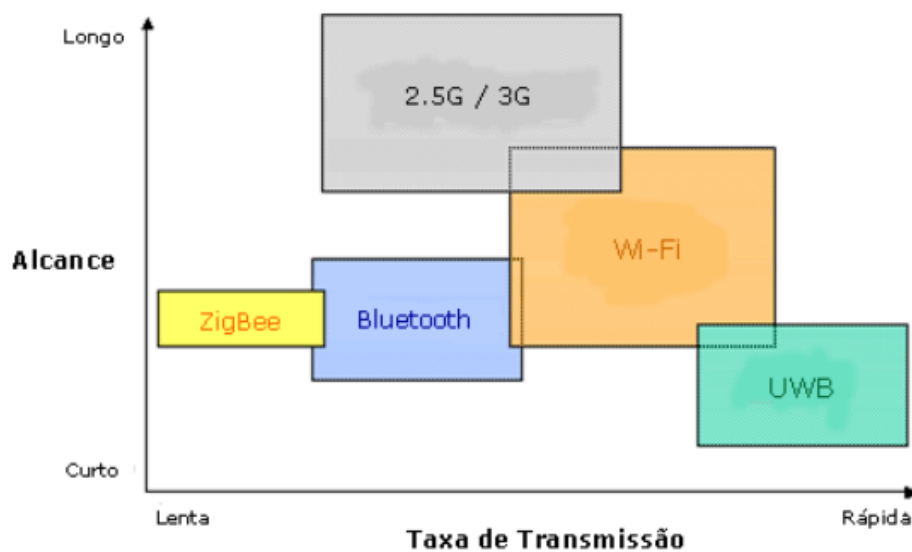 Longo
2.5G / 3G
Wi-Fi
Alcance
ZigBee
Bluetooth
UWB
Curto
Lenta
Rápida
Taxa de Transmissão